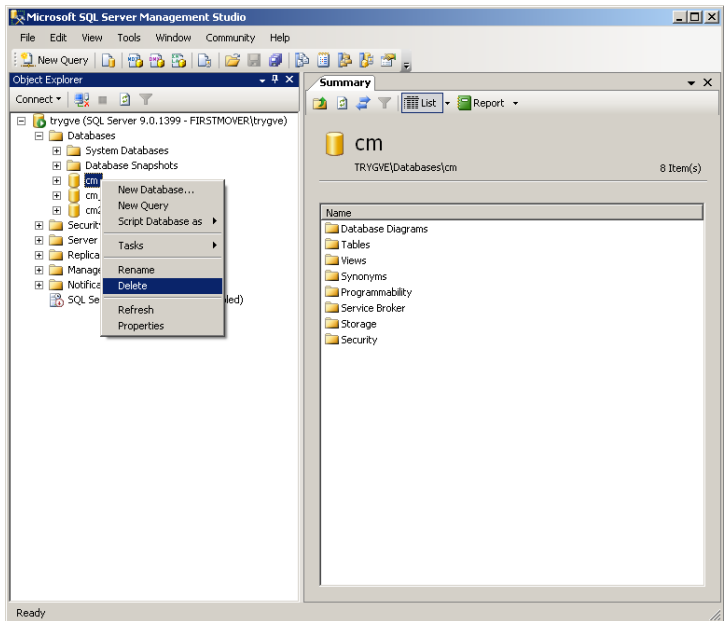 Microsoft SQL Server Management Studio
File Edit View Tools Window Community Help
New Query
Object Explorer
Connect
trygve (SQL Server 9.0.1399 - FIRSTMOVER\trygve)
Databases
System Databases
Database Snapshots
cm
cm_
cm2
Securit
Server
Replica
Manage
Notifica
SQL Se led)
New Database...
New Query
Script Database as
Tasks
Rename
Delete
Refresh
Properties
Summary
List Report
cm
TRYGVE\Databases\cm 8 Item(s)
Name
Database Diagrams
Tables
Views
Synonyms
Programmability
Service Broker
Storage
Security
Ready